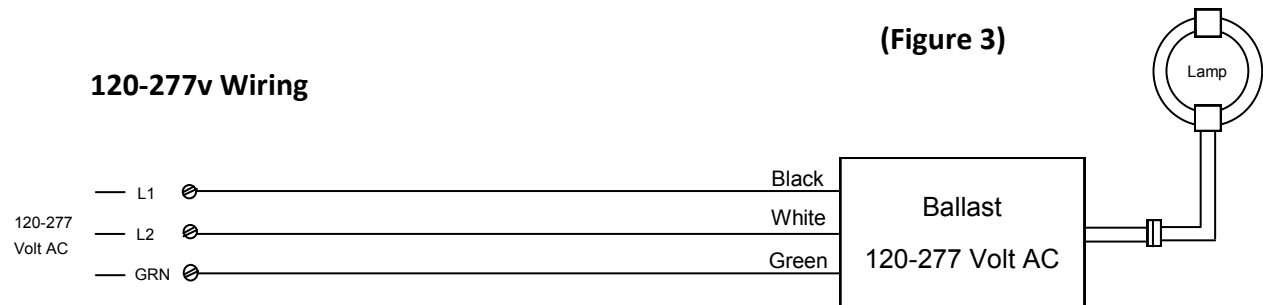 (Figure 3)
120-277v Wiring
Lamp
120-277
Volt AC
L1
L2
GRN
Black
White
Green
Ballast
120-277 Volt AC